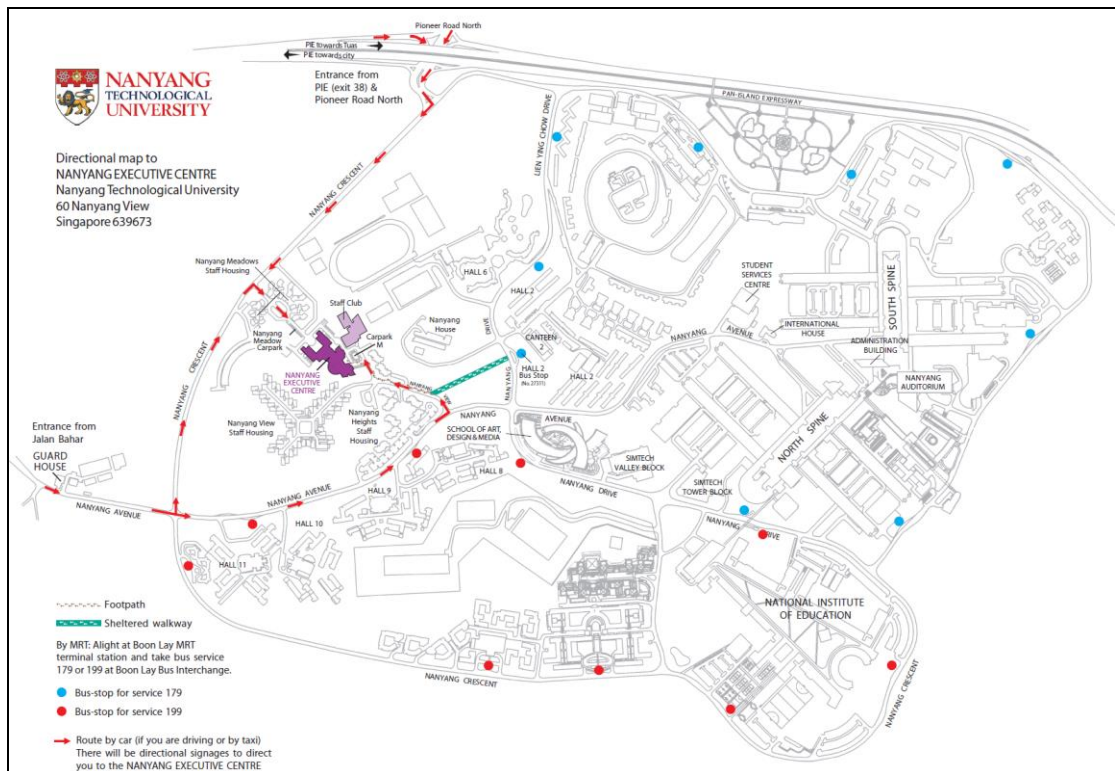 Pioneer Road North
PIE towards Tuas
PIE towards city
NANYANG
TECHNOLOGICAL
UNIVERSITY
Entrance from
PIE (exit 38) &
Pioneer Road North
PAN-ISLAND EXPRESSWAY
LIEN YING CHOW DRIVE
Directional map to
NANYANG EXECUTIVE CENTRE
Nanyang Technological University
60 Nanyang View
Singapore 639673
NANYANG CRESCENT
Nanyang Meadows
Staff Housing
HALL 6
HALL 2
STUDENT
SERVICES
CENTRE
SOUTH SPINE
Staff Club
Nanyang
House
DRIVE
Nanyang
Meadow
Carpark
Carpark
M
CANTEEN
2
NANYANG
AVENUE
INTERNATIONAL
HOUSE
ADMINISTRATION
BUILDING
NANYANG
EXECUTIVE
CENTRE
HALL 2
Bus Stop
HALL 2
NANYANG
AUDITORIUM
NANYANG CRESCENT
NANYANG
VIEW
NANYANG
Nanyang View
Staff Housing
Nanyang
Heights
Staff
Housing
NANYANG
AVENUE
SCHOOL OF ART,
DESIGN & MEDIA
NORTH SPINE
Entrance from
Jalan Bahar
GUARD
HOUSE
SIMTECH
VALLEY BLOCK
HALL 8
SIMTECH
TOWER BLOCK
NANYANG DRIVE
HALL 9
NANYANG AVENUE
NANYANG AVENUE
HALL 10
NANYANG DRIVE
HALL 11
NATIONAL INSTITUTE
OF EDUCATION
Footpath
Sheltered walkway
By MRT: Alight at Boon Lay MRT
terminal station and take bus service
179 or 199 at Boon Lay Bus Interchange.
NANYANG CRESCENT
NANYANG CRESCENT
Bus-stop for service 179
Bus-stop for service 199
Route by car (if you are driving or by taxi)
There will be directional signages to direct
you to the NANYANG EXECUTIVE CENTRE